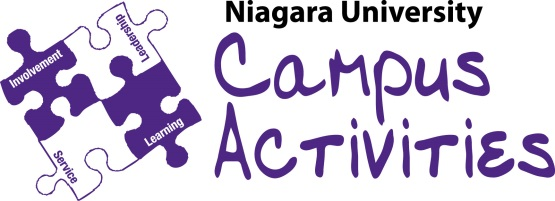 Niagara University
Campus
Activities
Involvement
Leadership
Service
Learning